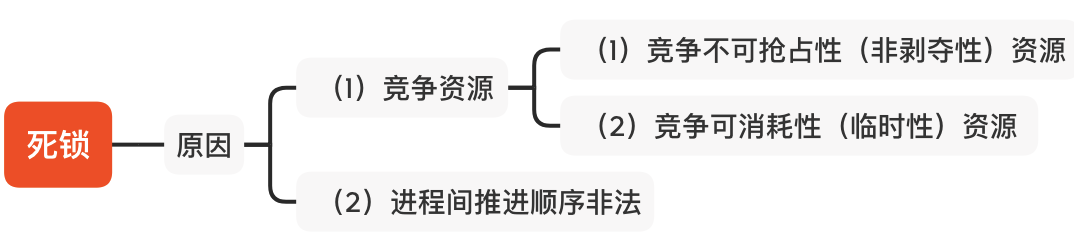 死锁
原因
（1）竞争资源
（1）竞争不可抢占性（非剥夺性）资源
（2）竞争可消耗性（临时性）资源
（2）进程间推进顺序非法